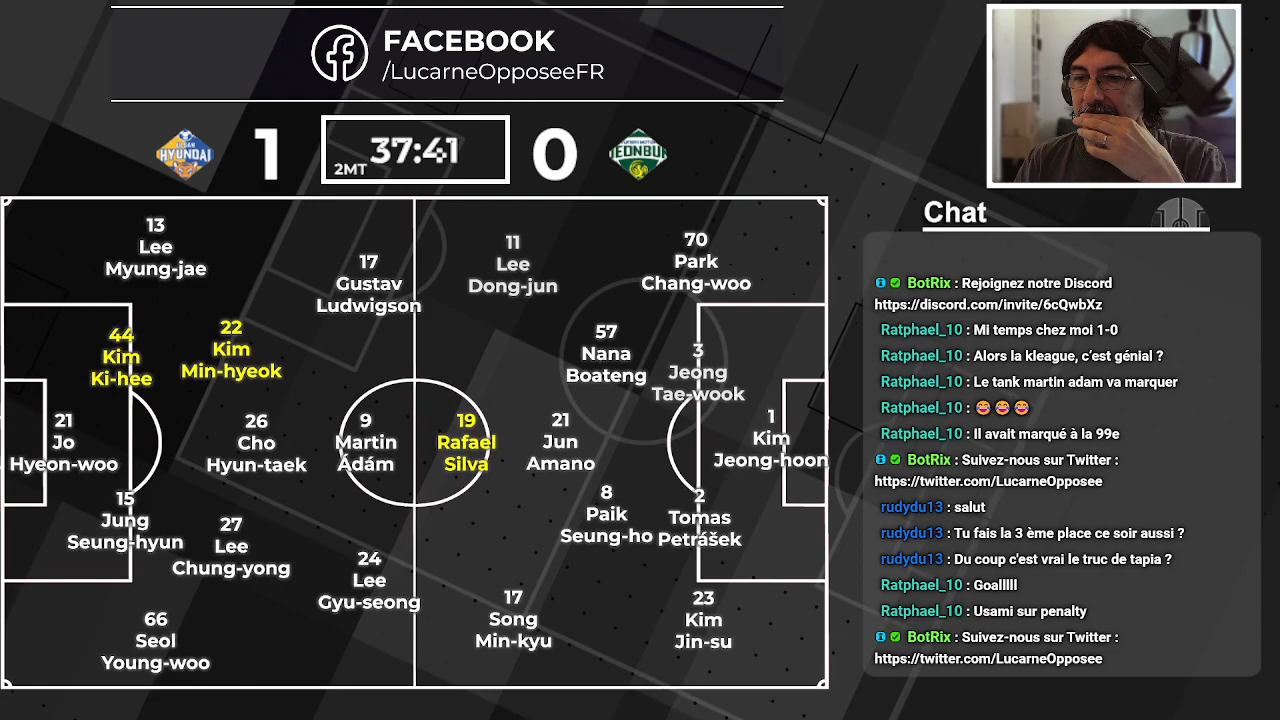 FACEBOOK
/LucarneOpposeeFR
HYUNDAI
1
2MT
37:41
0
13
Lee
Myung-jae
17
Gustav
Ludwigson
11
Lee
Dong-jun
70
Park
Chang-woo
44
Kim
Ki-hee
22
Kim
Min-hyeok
57
Nana
Boateng
3
Jeong
Tae-wook
21
Jo
Hyeon-woo
26
Cho
Hyun-taek
9
Martin
Ádám
19
Rafael
Silva
21
Jun
Amano
1
Kim
Jeong-hoon
15
Jung
Seung-hyun
27
Lee
Chung-yong
24
Lee
Gyu-seong
8
Paik
Seung-ho
2
Tomas
Petrášek
66
Seol
Young-woo
17
Song
Min-kyu
23
Kim
Jin-su
Chat
BotRix : Rejoignez notre Discord
https://discord.com/invite/6cQwbXz
Ratphael_10 : Mi temps chez moi 1-0
Ratphael_10 : Alors la kleague, c’est génial ?
Ratphael_10 : Le tank martin adam va marquer
Ratphael_10 : 😂😂😂
Ratphael_10 : Il avait marqué à la 99e
BotRix : Suivez-nous sur Twitter :
https://twitter.com/LucarneOpposee
rudydu13 : salut
rudydu13 : Tu fais la 3 ème place ce soir aussi ?
rudydu13 : Du coup c'est vrai le truc de tapia ?
Ratphael_10 : Goalllll
Ratphael_10 : Usami sur penalty
BotRix : Suivez-nous sur Twitter :
https://twitter.com/LucarneOpposee